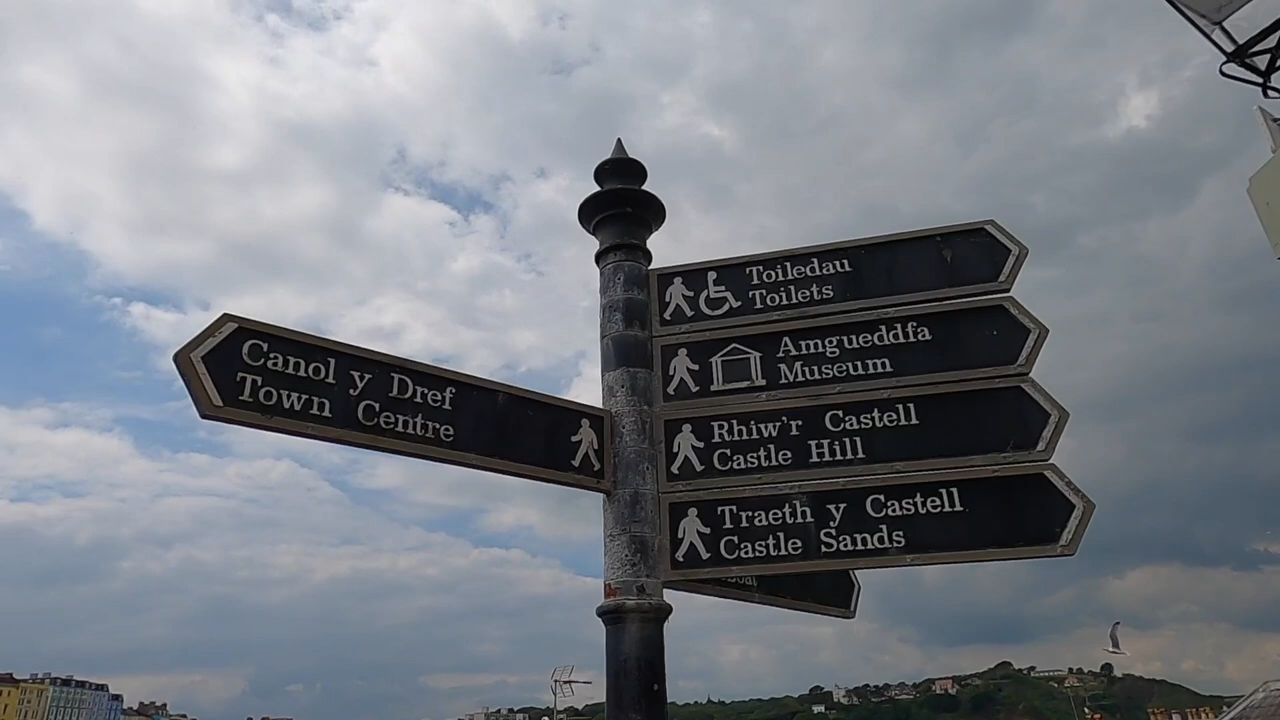 Canol y Dref
Town Centre
Toiledau
Toilets
Amgueddfa
Museum
Rhiw'r Castell
Castle Hill
Traeth y Castell
Castle Sands